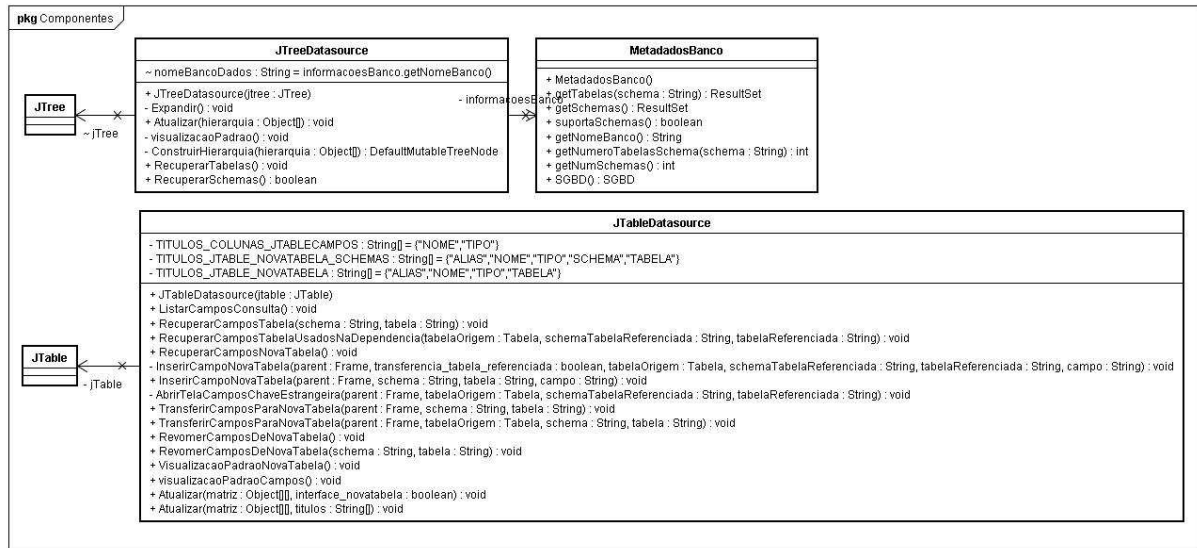 pkg Componentes
JTreeDatasource
~ nomeBancoDados : String = informacoesBanco.getNomeBanco()
+ JTreeDatasource(jtree : JTree)
- Expandir() : void
+ Atualizar(hierarquia : Object[]) : void
- visualizacaoPadrao() : void
- ConstruirHierarquia(hierarquia : Object[]) : DefaultMutableTreeNode
+ RecuperarTabelas() : void
+ RecuperarSchemas() : boolean
JTree
~ jTree
- informacoesBanco
MetadadosBanco
+ MetadadosBanco()
+ getTabelas(schema : String) : ResultSet
+ getSchemas() : ResultSet
+ suportaSchemas() : boolean
+ getNomeBanco() : String
+ getNumeroTabelasSchema(schema : String) : int
+ getNumSchemas() : int
+ SGBD() : SGBD
JTableDatasource
- TITULOS_COLUNAS_JTABLECAMPOS : String[] = {"NOME","TIPO"}
- TITULOS_JTABLE_NOVATABELA_SCHEMAS : String[] = {"ALIAS","NOME","TIPO","SCHEMA","TABELA"}
- TITULOS_JTABLE_NOVATABELA : String[] = {"ALIAS","NOME","TIPO","TABELA"}
+ JTableDatasource(jtable : JTable)
+ ListarCamposConsulta() : void
+ RecuperarCamposTabela(schema : String, tabela : String) : void
+ RecuperarCamposTabelaUsadosNaDependencia(tabelaOrigem : Tabela, schemaTabelaReferenciada : String, tabelaReferenciada : String) : void
+ RecuperarCamposNovaTabela() : void
- InserirCampoNovaTabela(parent : Frame, transferencia_tabela_referenciada : boolean, tabelaOrigem : Tabela, schemaTabelaReferenciada : String, tabelaReferenciada : String, campo : String) : void
+ InserirCampoNovaTabela(parent : Frame, schema : String, tabela : String, campo : String) : void
- AbrirTelaCamposChaveEstrangeira(parent : Frame, tabelaOrigem : Tabela, schemaTabelaReferenciada : String, tabelaReferenciada : String) : void
+ TransferirCamposParaNovaTabela(parent : Frame, schema : String, tabela : String) : void
+ TransferirCamposParaNovaTabela(parent : Frame, tabelaOrigem : Tabela, schema : String, tabela : String) : void
+ RevomerCamposDeNovaTabela() : void
+ RevomerCamposDeNovaTabela(schema : String, tabela : String) : void
+ VisualizacaoPadraoNovaTabela() : void
+ visualizacaoPadraoCampos() : void
+ Atualizar(matriz : Object[][], interface_novatabela : boolean) : void
+ Atualizar(matriz : Object[][], titulos : String[]) : void
JTable
- jTable